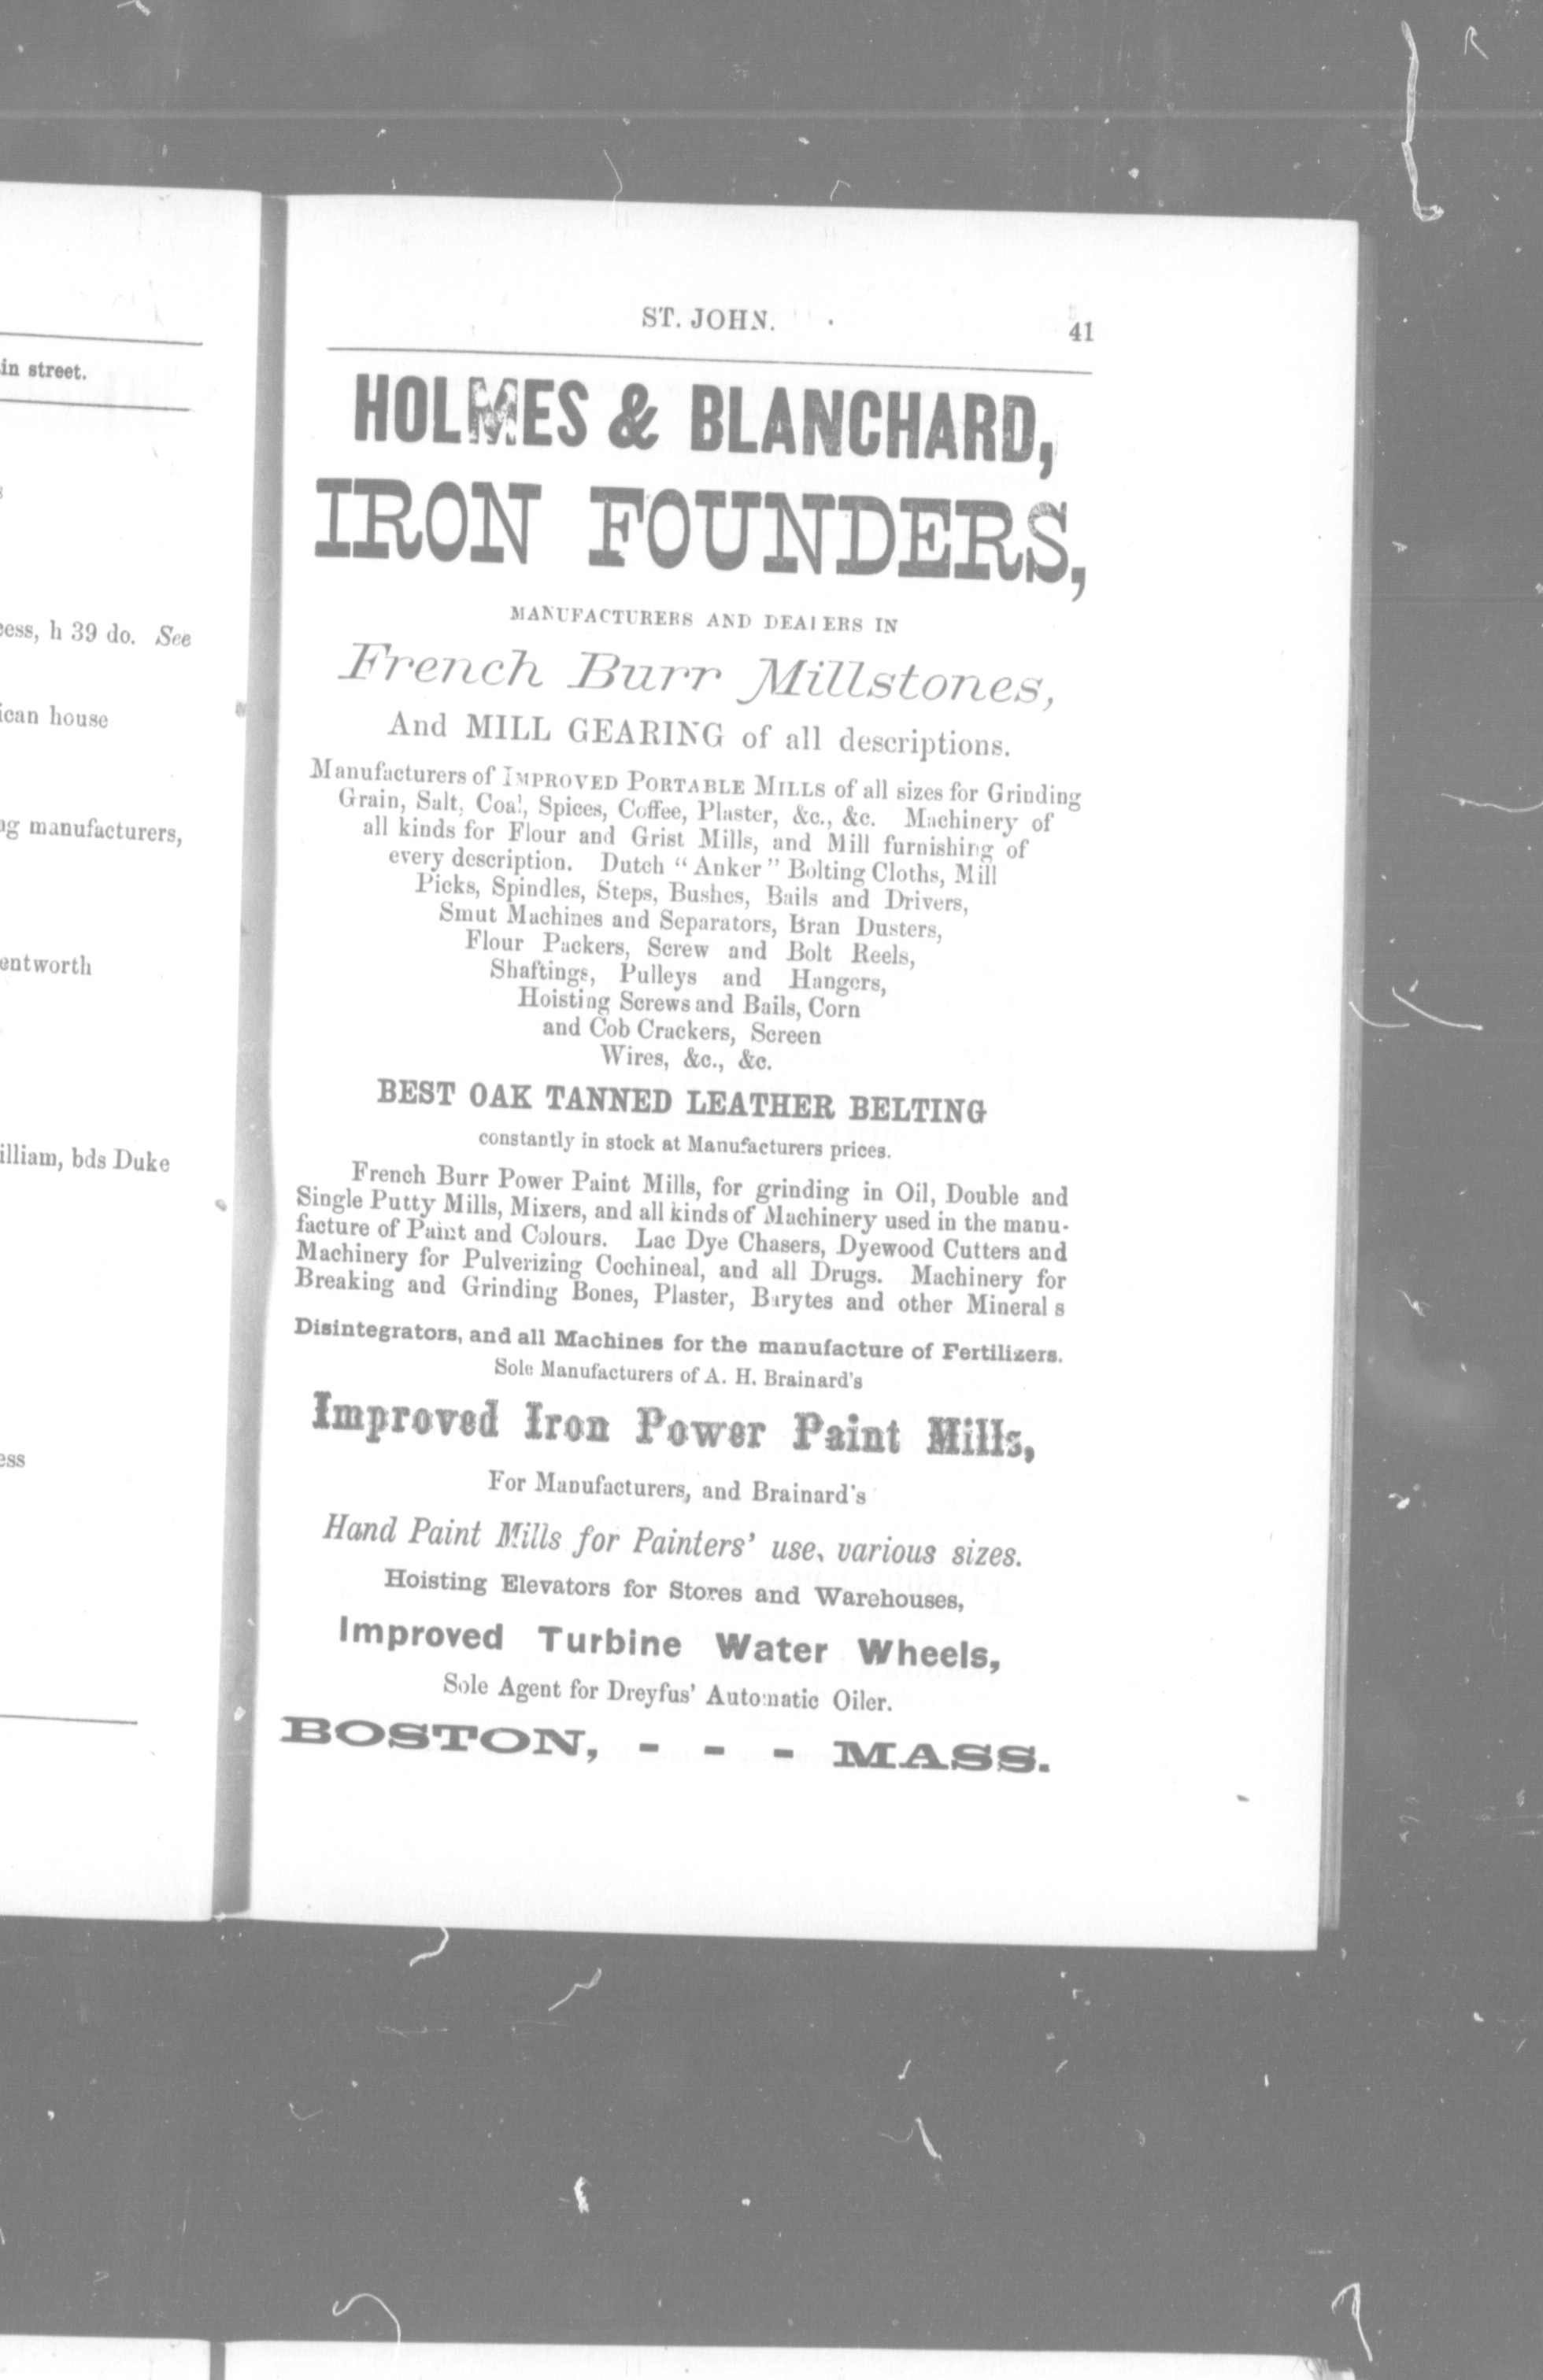 in street.
ess, h 39 do. See
ican house
manufacturers,
entworth
illiam, bds Duke
ess
ST. JOHN.
41
HOLMES & BLANCHARD,
IRON FOUNDERS,
MANUFACTURERS AND DEALERS IN
French Burr Millstones,
And MILL GEARING of all descriptions.
Manufacturers of IMPROVED PORTABLE MILLS of all sizes for Grinding
Grain, Salt, Coal, Spices, Coffee, Plaster, &c., &c. Machinery of
all kinds for Flour and Grist Mills, and Mill furnishing of
every description. Dutch “ Anker ” Bolting Cloths, Mill
Picks, Spindles, Steps, Bushes, Bails and Drivers,
Smut Machines and Separators, Bran Dusters,
Flour Packers, Screw and Bolt Reels,
Shaftings, Pulleys and Hangers,
Hoisting Screws and Bails, Corn
and Cob Crackers, Screen
Wires, &c., &c.
BEST OAK TANNED LEATHER BELTING
constantly in stock at Manufacturers prices.
French Burr Power Paint Mills, for grinding in Oil, Double and
Single Putty Mills, Mixers, and all kinds of Machinery used in the manu-
facture of Paint and Colours. Lac Dye Chasers, Dyewood Cutters and
Machinery for Pulverizing Cochineal, and all Drugs. Machinery for
Breaking and Grinding Bones, Plaster, Barytes and other Mineral s
Disintegrators, and all Machines for the manufacture of Fertilizers.
Sole Manufacturers of A. H. Brainard's
Improved Iron Power Paint Mills,
For Manufacturers, and Brainard's
Hand Paint Mills for Painters' use, various sizes.
Hoisting Elevators for Stores and Warehouses,
Improved Turbine Water Wheels,
Sole Agent for Dreyfus' Automatic Oiler.
BOSTON, - - - MASS.